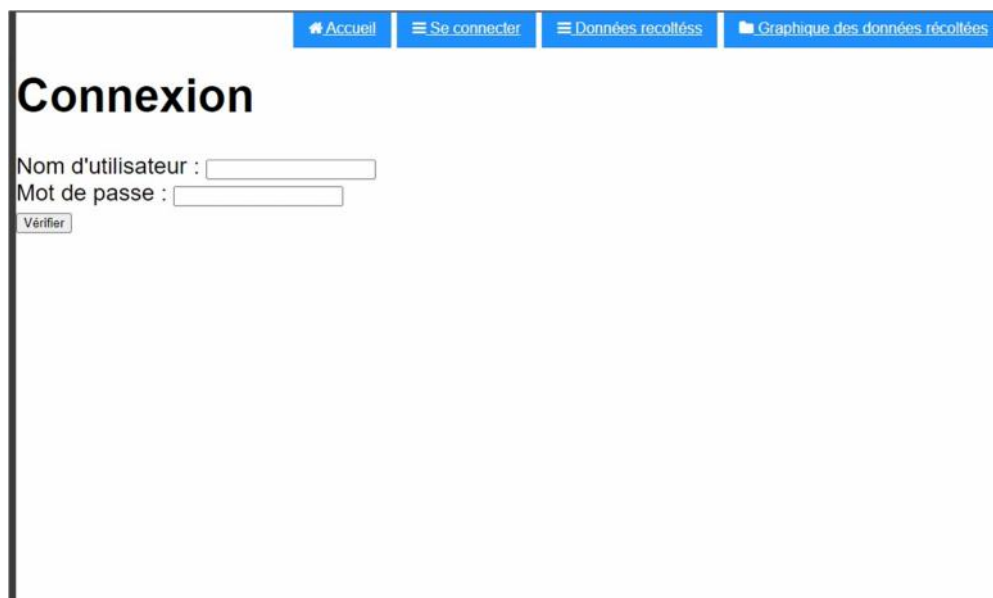 Accueil Se connecter Données recoltéss Graphique des données récoltées
Connexion
Nom d'utilisateur :
Mot de passe :
Vérifier